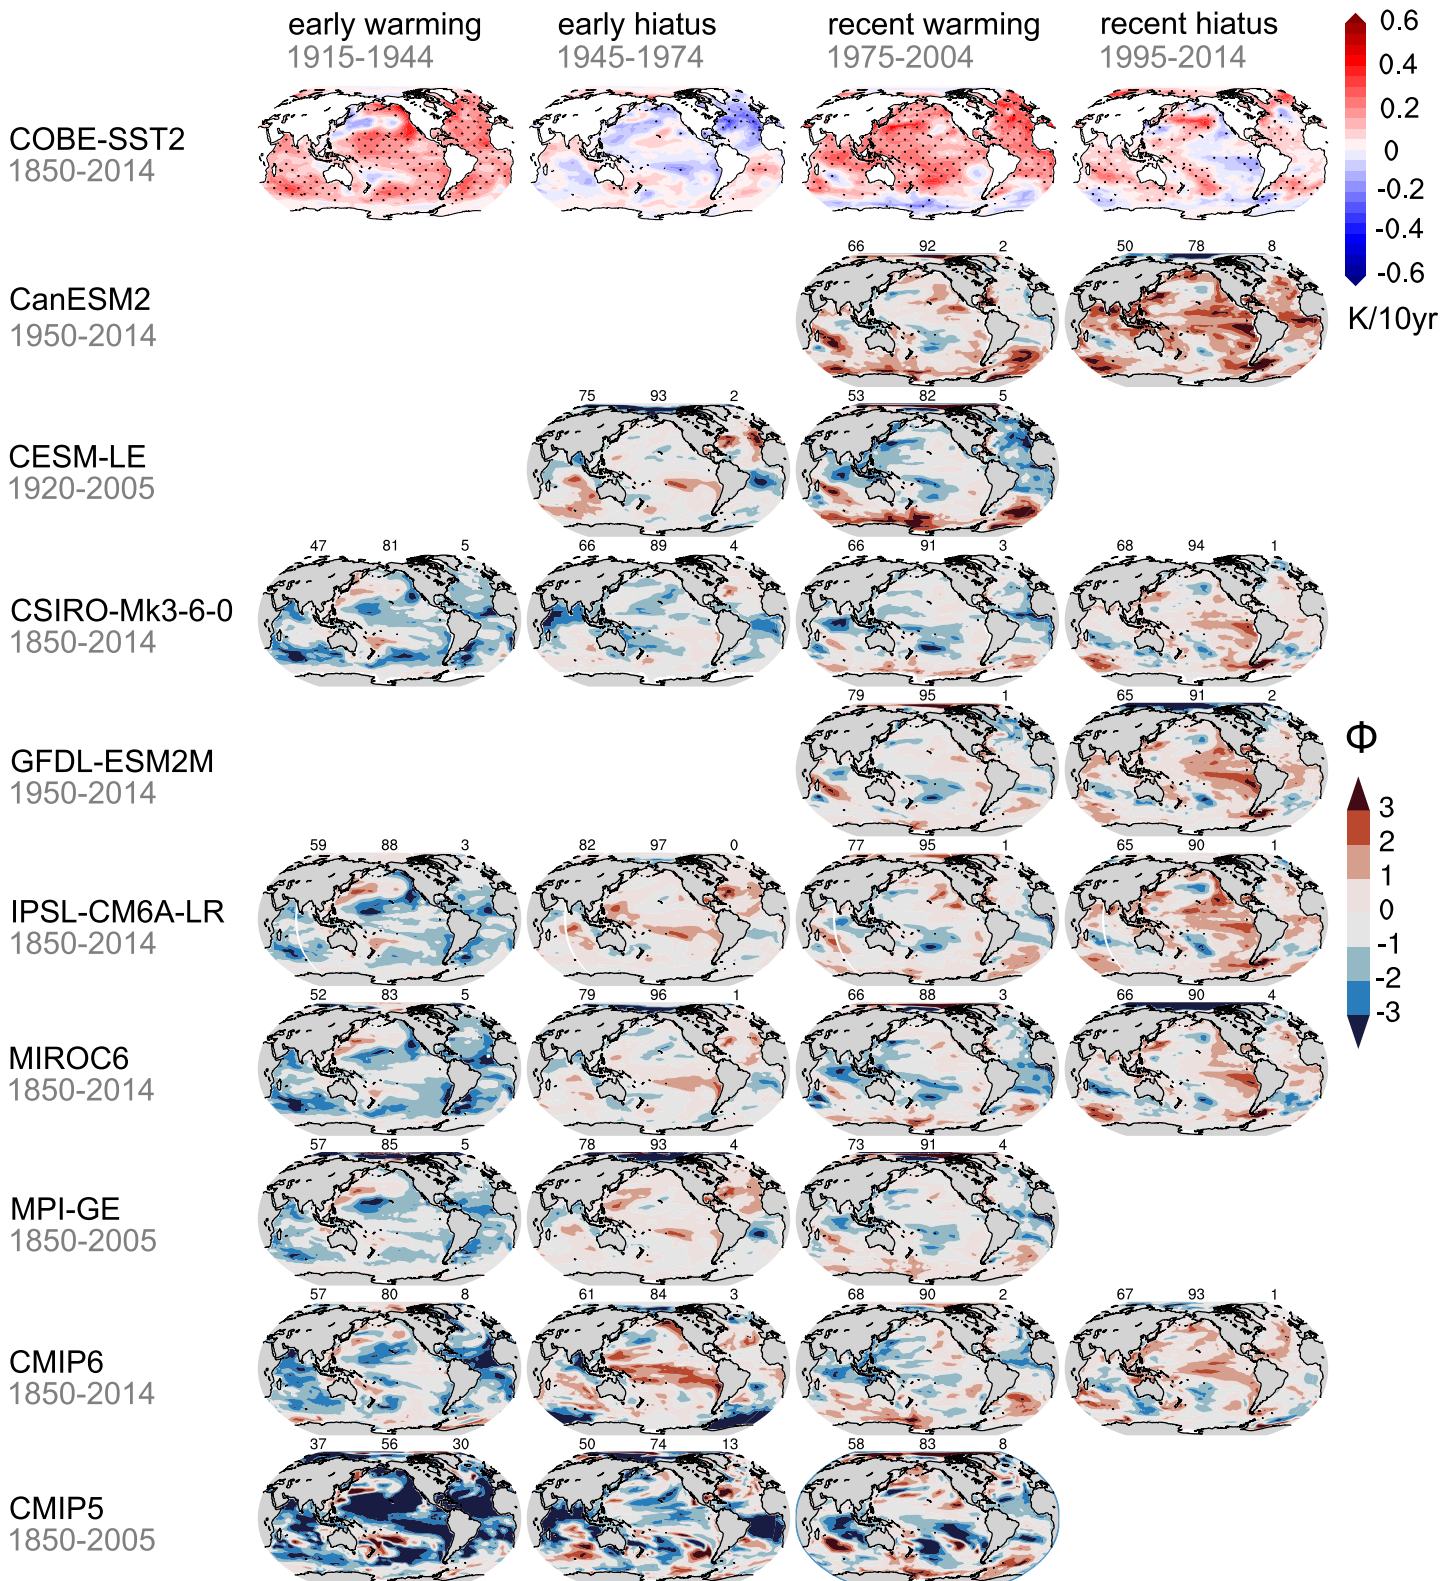 early warming early hiatus recent warming recent hiatus
1915-1944 1945-1974 1975-2004 1995-2014
0.6
0.4
0.2
0
-0.2
-0.4
-0.6
K/10yr
COBE-SST2
1850-2014
66 92 2 50 78 8
CanESM2
1950-2014
75 93 2 53 82 5
CESM-LE
1920-2005
47 81 5 66 89 4 66 91 3 68 94 1
CSIRO-Mk3-6-0
1850-2014
79 95 1 65 91 2
GFDL-ESM2M
1950-2014
Φ
3
2
1
0
-1
-2
-3
59 88 3 82 97 0 77 95 1 65 90 1
IPSL-CM6A-LR
1850-2014
52 83 5 79 96 1 66 88 3 66 90 4
MIROC6
1850-2014
57 85 5 78 93 4 73 91 4
MPI-GE
1850-2005
57 80 8 61 84 3 68 90 2 67 93 1
CMIP6
1850-2014
37 56 30 50 74 13 58 83 8
CMIP5
1850-2005